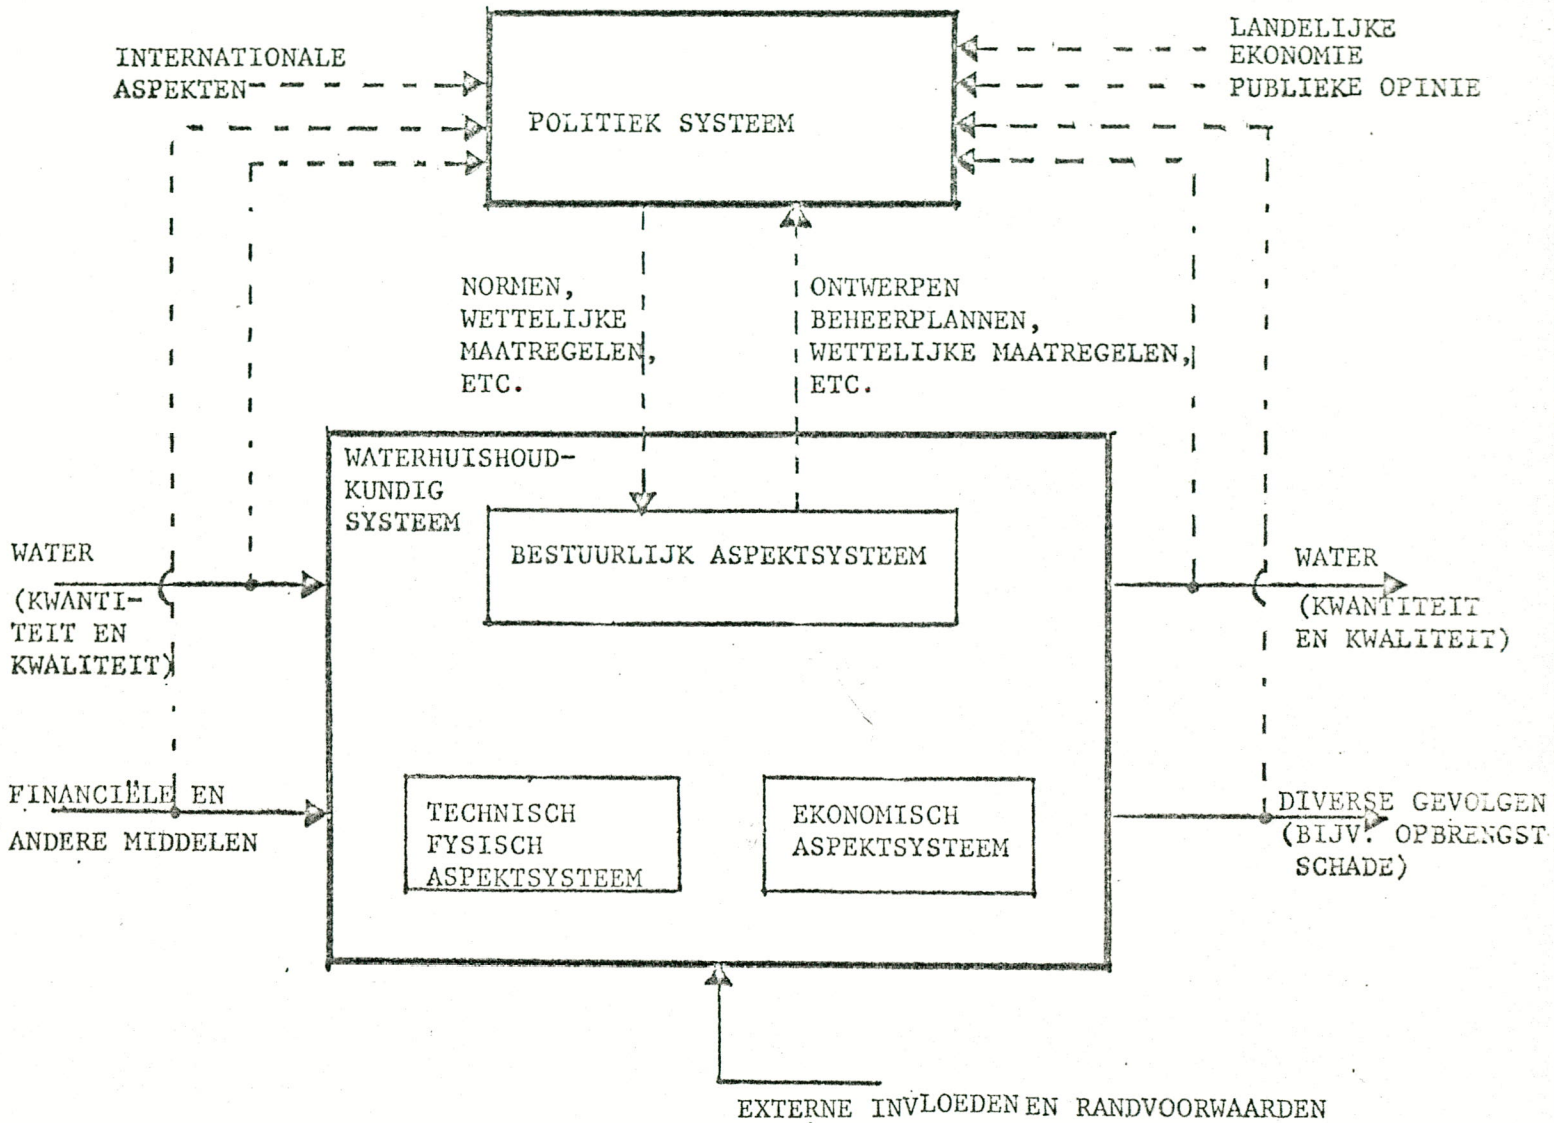 INTERNATIONALE
ASPEKTEN
LANDELIJKE
EKONOMIE
PUBLIEKE OPINIE
POLITIEK SYSTEEM
NORMEN,
WETTELIJKE
MAATREGELEN,
ETC.
ONTWERPEN
BEHEERPLANNEN,
WETTELIJKE MAATREGELEN,
ETC.
WATERHUISHOUD-
KUNDIG
SYSTEEM
BESTUURLIJK ASPEKTSYSTEEM
WATER
(KWANTI-
TEIT EN
KWALITEIT)
WATER
(KWANTITEIT
EN KWALITEIT)
FINANCIËLE EN
ANDERE MIDDELEN
TECHNISCH
FYSISCH
ASPEKTSYSTEEM
EKONOMISCH
ASPEKTSYSTEEM
DIVERSE GEVOLGEN
(BIJV. OPBRENGST
SCHADE)
EXTERNE INVLOEDEN EN RANDVOORWAARDEN